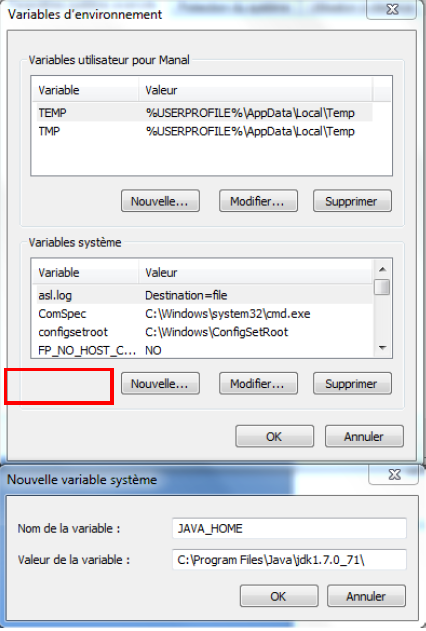 Variables d'environnement
Variables utilisateur pour Manal
Variable Valeur
TEMP %USERPROFILE%\AppData\Local\Temp
TMP %USERPROFILE%\AppData\Local\Temp
Nouvelle... Modifier... Supprimer
Variables système
Variable Valeur
asl.log Destination=file
ComSpec C:\Windows\system32\cmd.exe
configsetroot C:\Windows\ConfigSetRoot
FP_NO_HOST_C... NO
Nouvelle... Modifier... Supprimer
OK Annuler
Nouvelle variable système
Nom de la variable : JAVA_HOME
Valeur de la variable : C:\Program Files\Java\jdk1.7.0_71\
OK Annuler